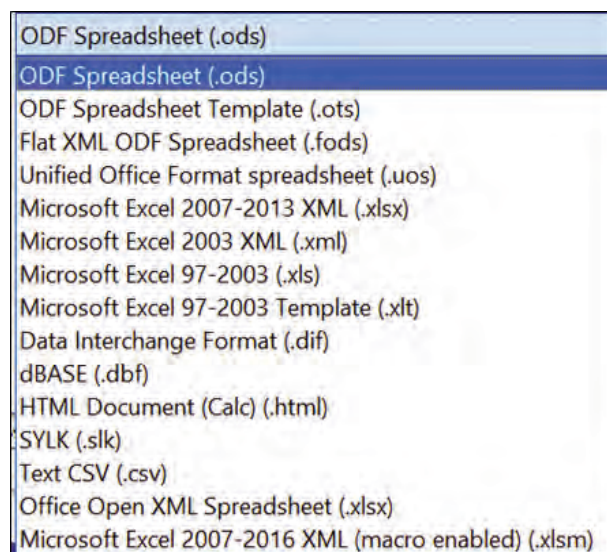 ODF Spreadsheet (.ods)
ODF Spreadsheet (.ods)
ODF Spreadsheet Template (.ots)
Flat XML ODF Spreadsheet (.fods)
Unified Office Format spreadsheet (.uos)
Microsoft Excel 2007-2013 XML (.xlsx)
Microsoft Excel 2003 XML (.xml)
Microsoft Excel 97-2003 (.xls)
Microsoft Excel 97-2003 Template (.xlt)
Data Interchange Format (.dif)
dBASE (.dbf)
HTML Document (Calc) (.html)
SYLK (.slk)
Text CSV (.csv)
Office Open XML Spreadsheet (.xlsx)
Microsoft Excel 2007-2016 XML (macro enabled) (.xlsm)